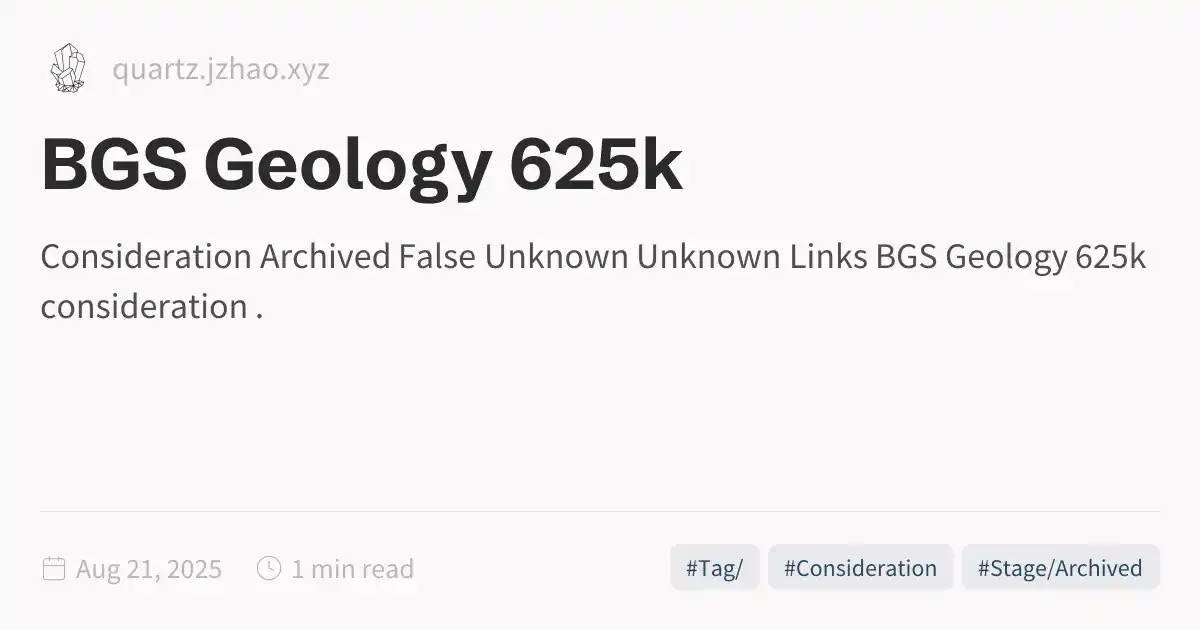 quartz.jzhao.xyz
BGS Geology 625k
Consideration Archived False Unknown Unknown Links BGS Geology 625k
consideration .
Aug 21, 2025 1 min read #Tag/ #Consideration #Stage/Archived